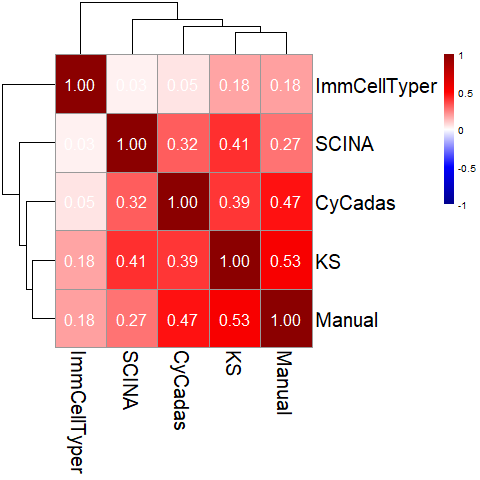 1.00 0.03 0.05 0.18 0.18 ImmCellTyper
0.03 1.00 0.32 0.41 0.27 SCINA
0.05 0.32 1.00 0.39 0.47 CyCadas
0.18 0.41 0.39 1.00 0.53 KS
0.18 0.27 0.47 0.53 1.00 Manual
ImmCellTyper
SCINA
CyCadas
KS
Manual
1
0.5
0
-0.5
-1